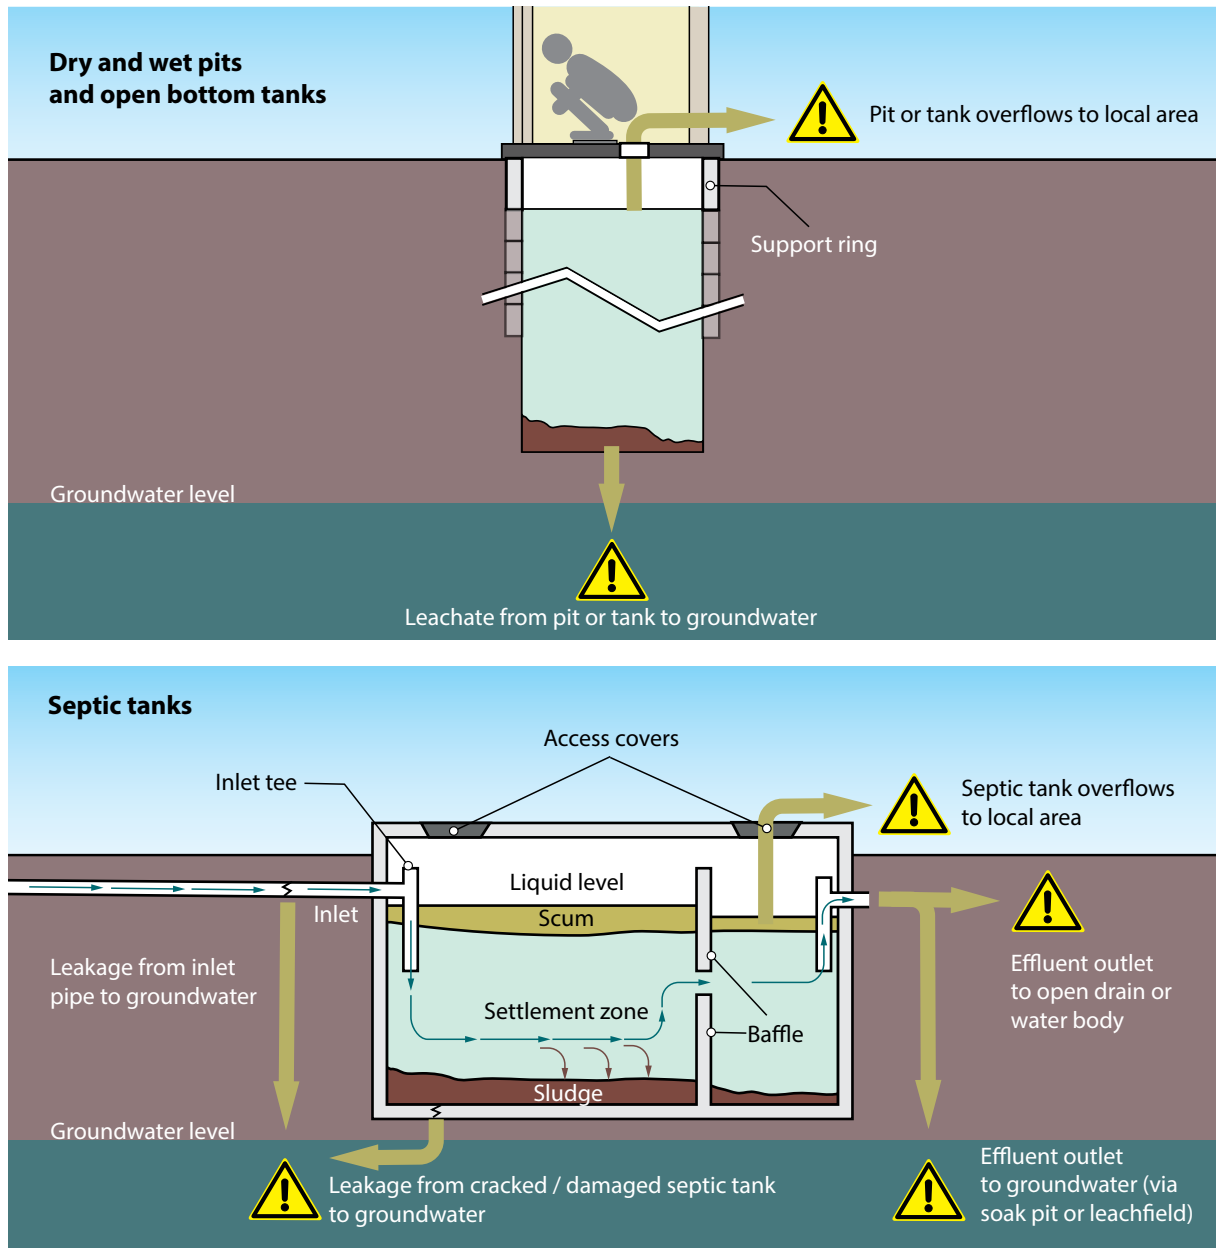 Dry and wet pits
and open bottom tanks
Pit or tank overflows to local area
Support ring
Groundwater level
Leachate from pit or tank to groundwater
Septic tanks
Access covers
Inlet tee
Septic tank overflows
to local area
Liquid level
Inlet
Scum
Leakage from inlet
pipe to groundwater
Effluent outlet
to open drain or
water body
Settlement zone
Baffle
Sludge
Groundwater level
Leakage from cracked / damaged septic tank
to groundwater
Effluent outlet
to groundwater (via
soak pit or leachfield)